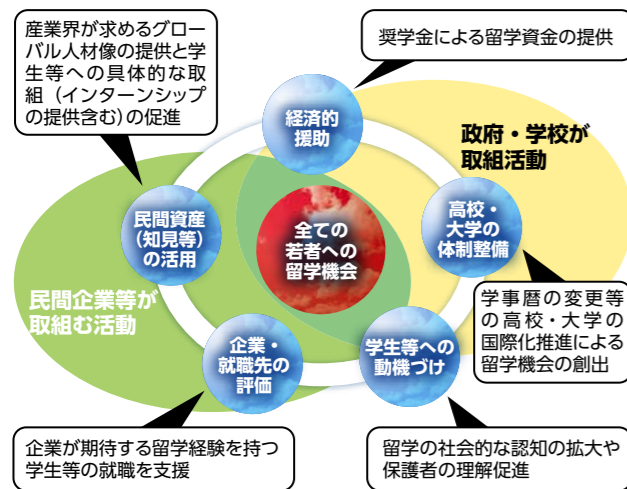 産業界が求めるグロー
バル人材像の提供と学
生等への具体的な取
組（インターンシップ
の提供含む）の促進
奨学金による留学資金の提供
経済的
援助
政府・学校が
取組活動
民間資産
（知見等）
の活用
全ての
若者への
留学機会
高校・
大学の
体制整備
民間企業等が
取組む活動
学事暦の変更等
の高校・大学の
国際化推進による
留学機会の創出
企業・
就職先の
評価
学生等への
動機づけ
企業が期待する留学経験を持つ
学生等の就職を支援
留学の社会的な認知の拡大や
保護者の理解促進